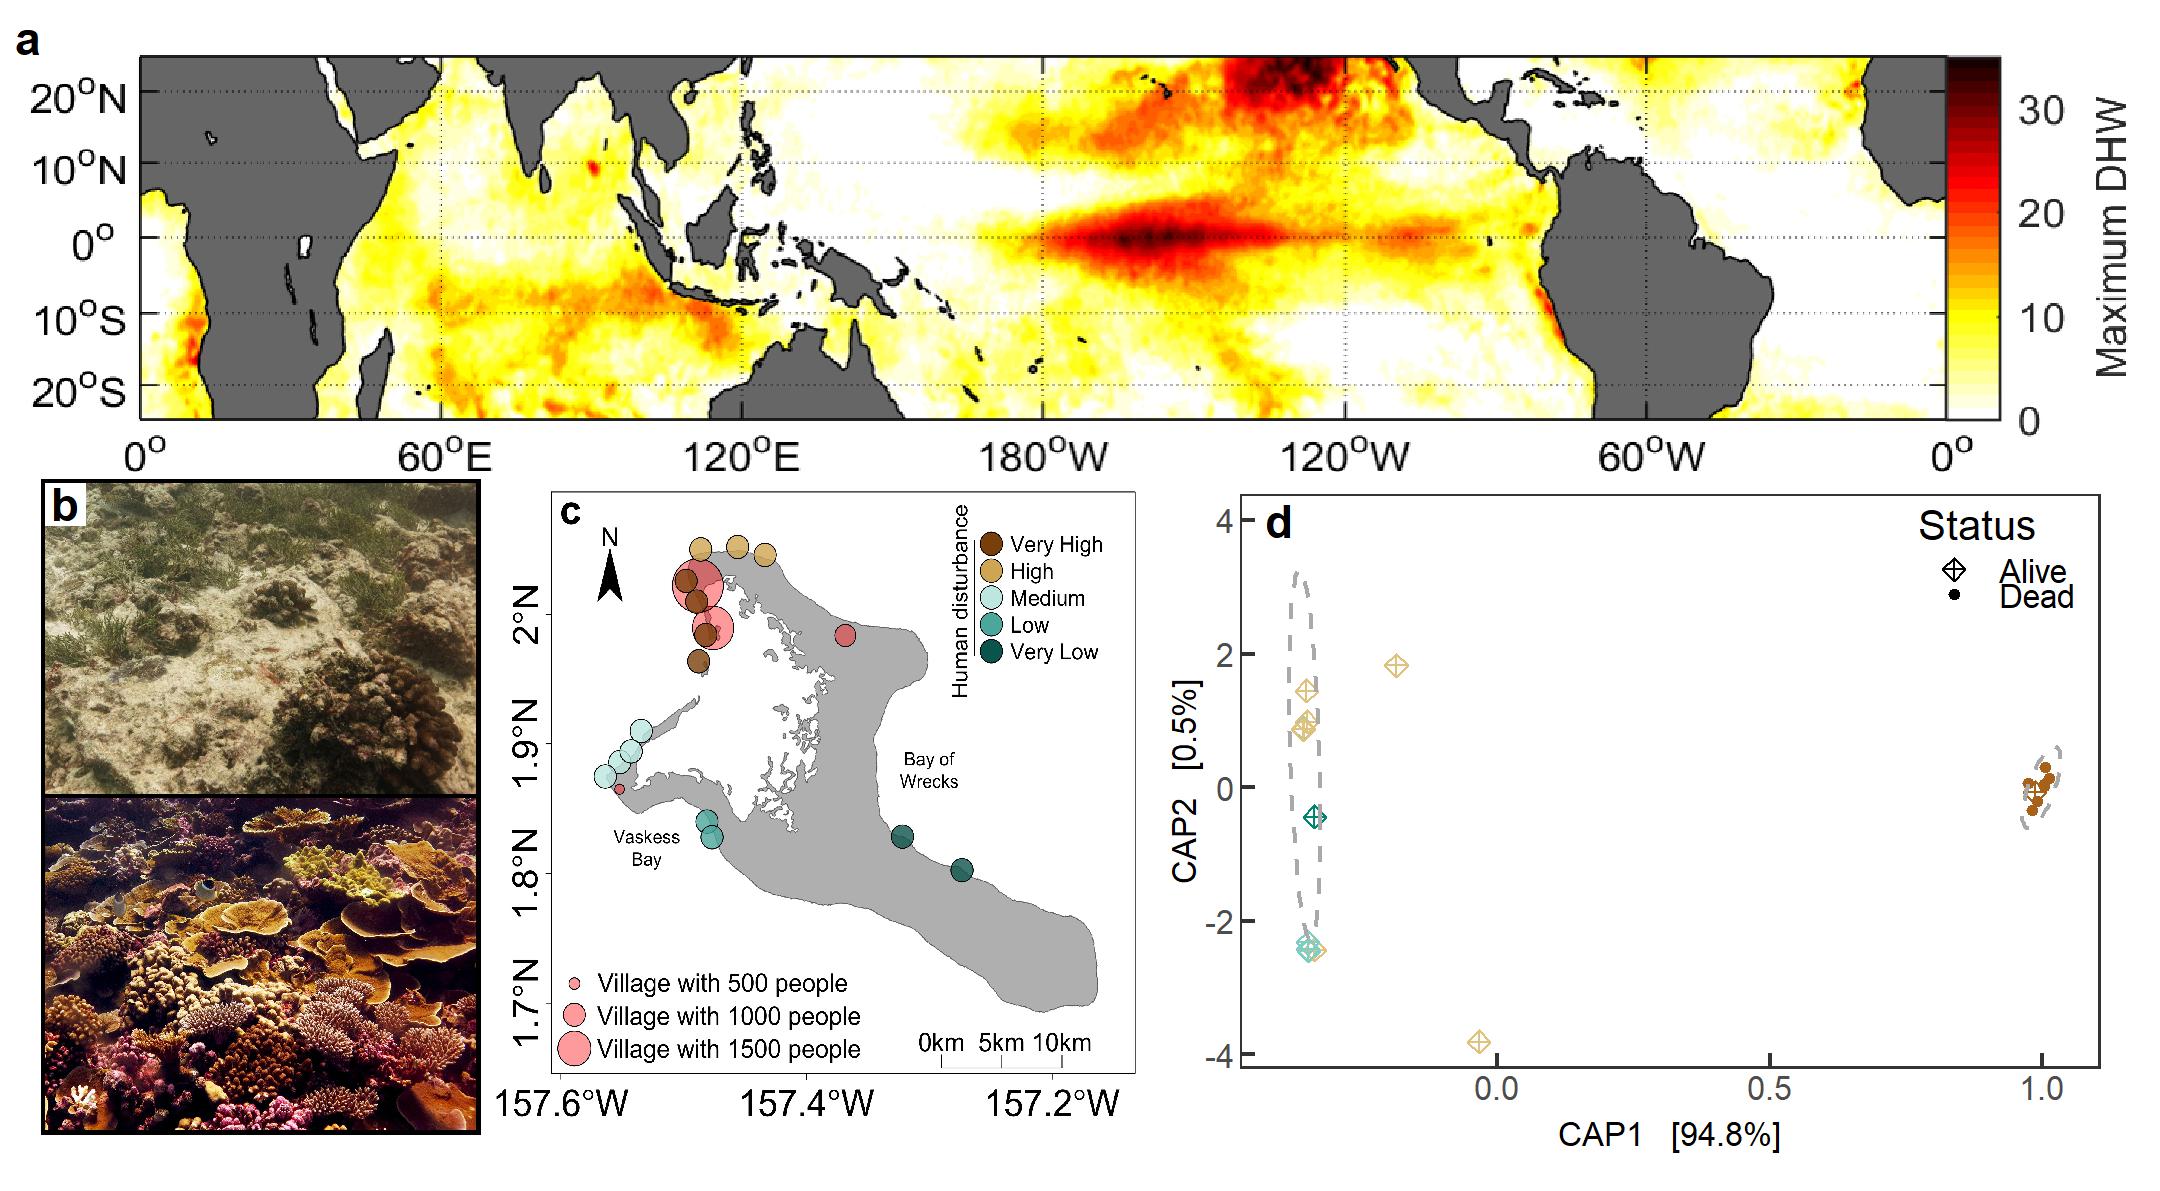 a
20°N
10°N
0°
10°S
20°S
0°
60°E
120°E
180°W
120°W
60°W
0°
30
20
10
0
Maximum DHW
b
c
N
Human disturbance
Very High
High
Medium
Low
Very Low
2°N
1.9°N
1.8°N
1.7°N
Bay of
Wrecks
Vaskess
Bay
Village with 500 people
Village with 1000 people
Village with 1500 people
0km 5km 10km
157.6°W
157.4°W
157.2°W
d
Status
Alive
Dead
4
2
0
-2
-4
CAP2 [0.5%]
0.0
0.5
1.0
CAP1 [94.8%]